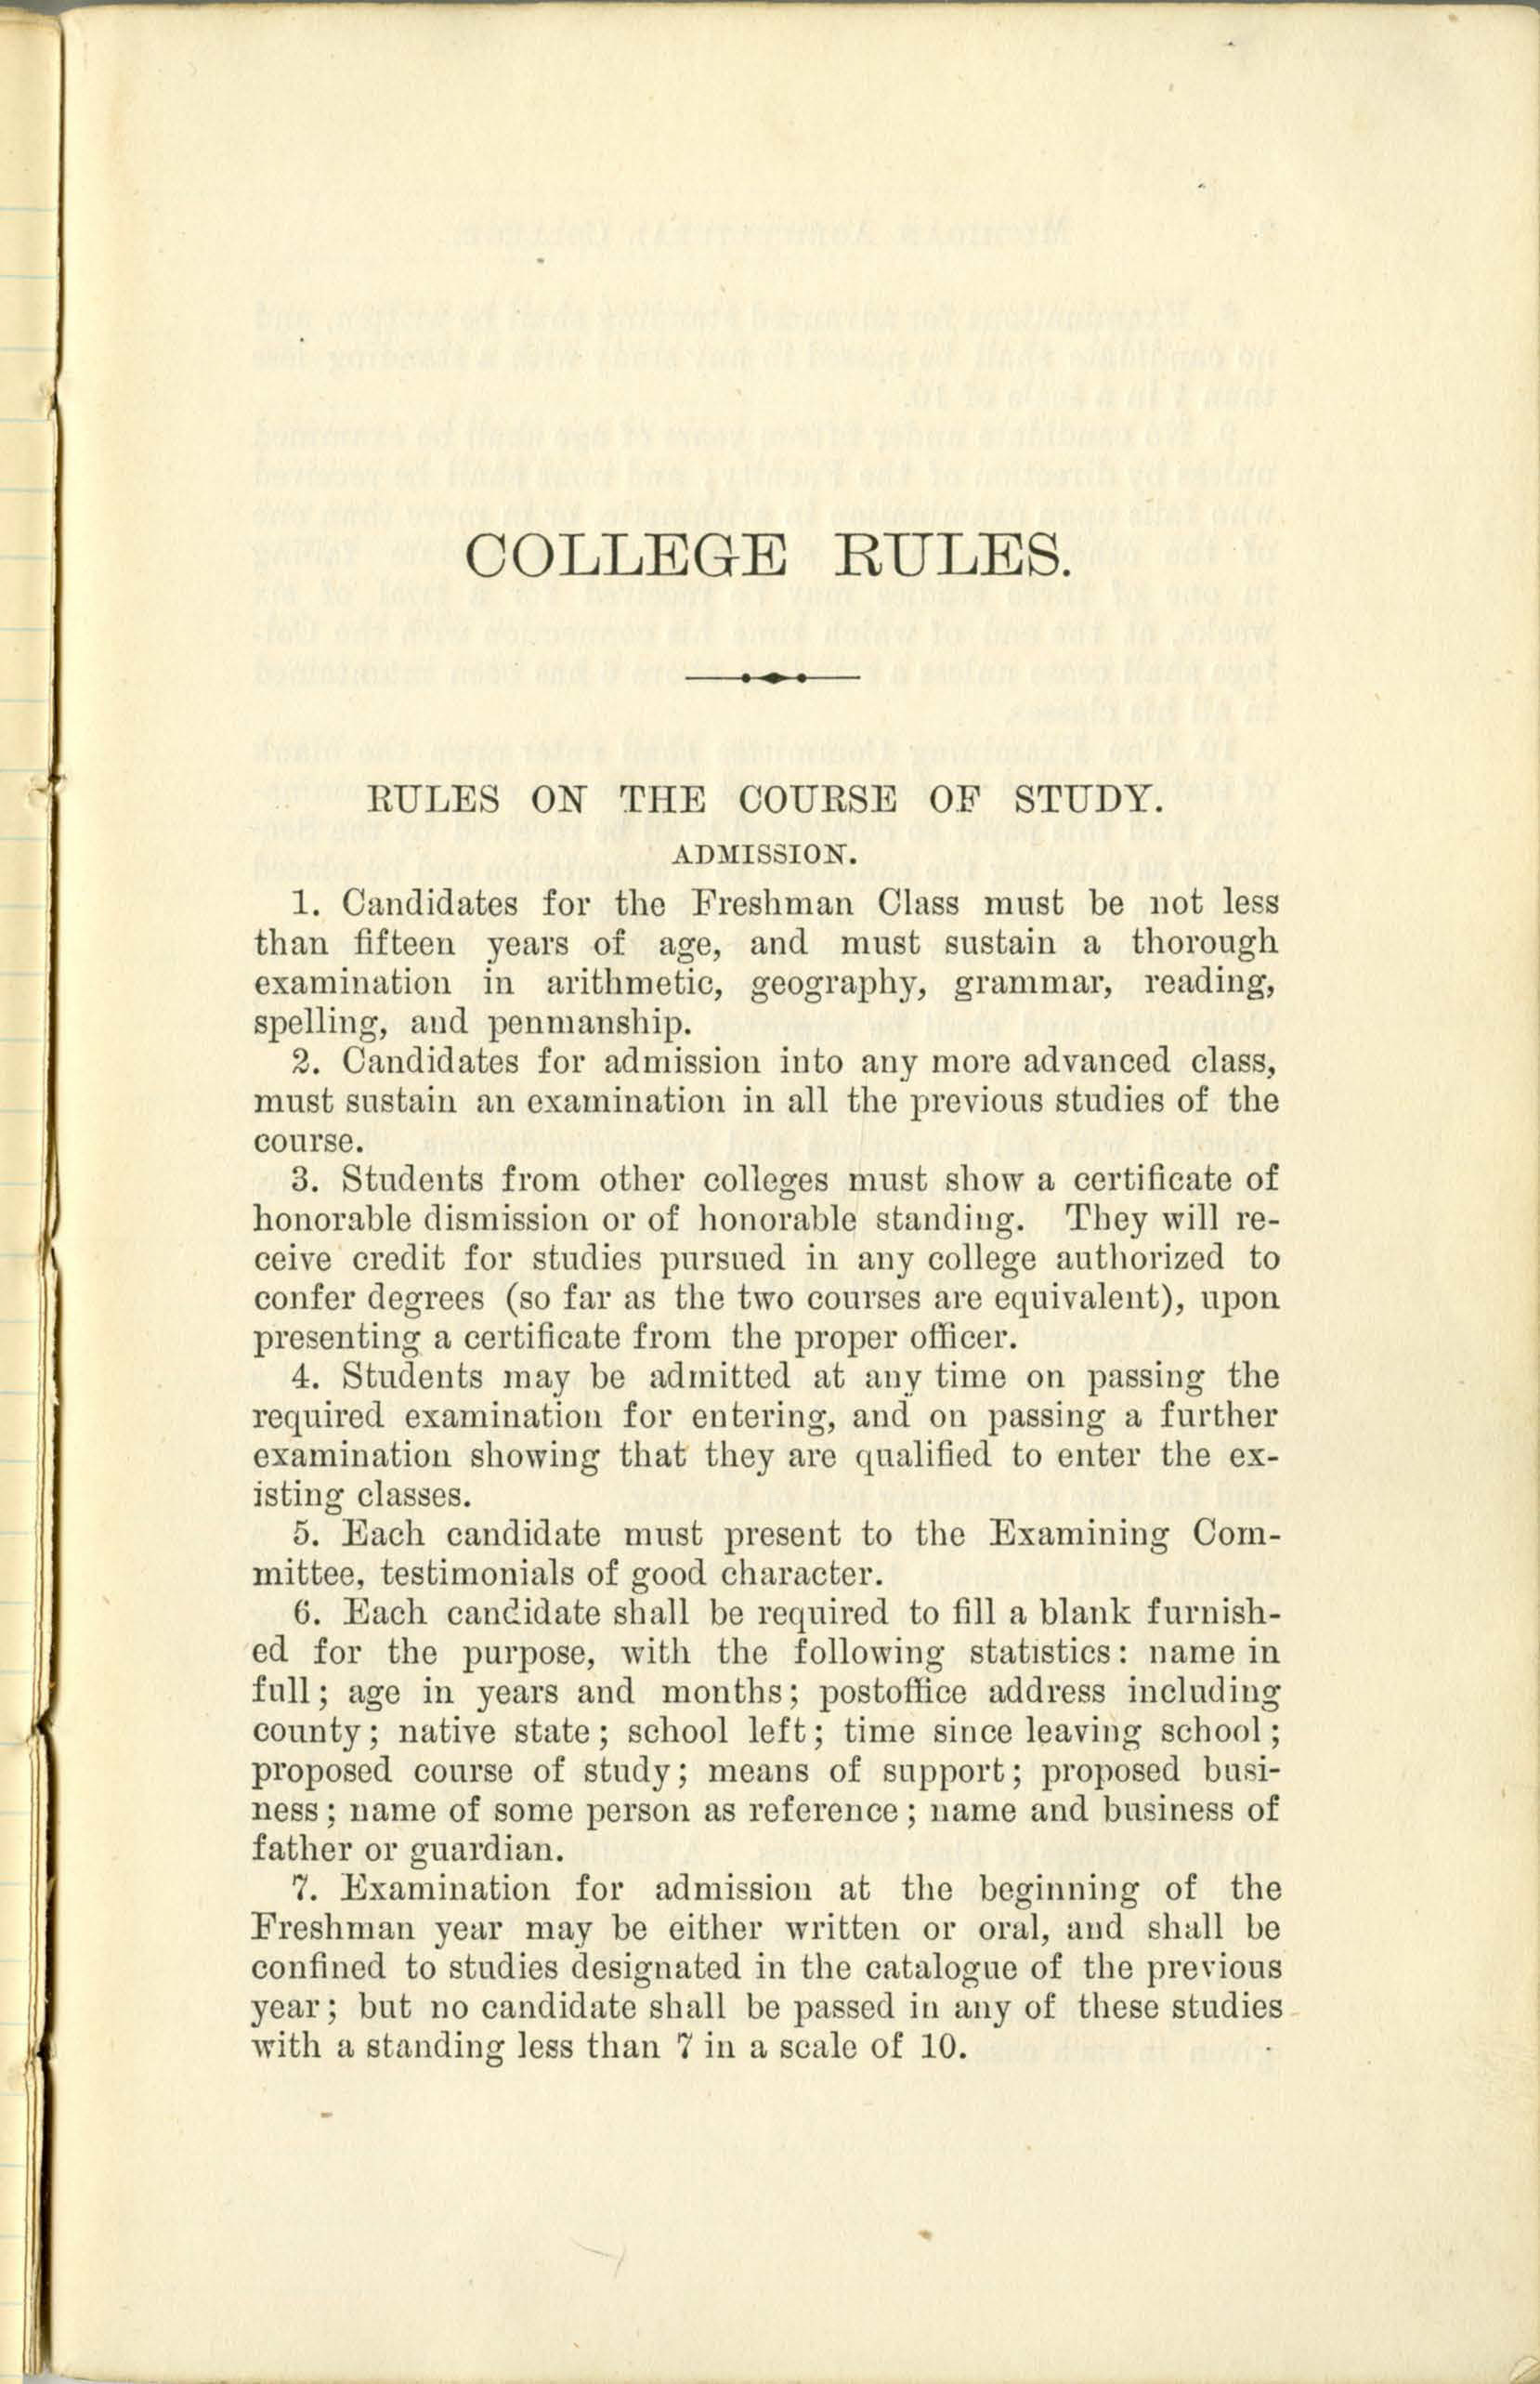 COLLEGE RULES.
RULES ON THE COURSE OF STUDY.
ADMISSION.
1. Candidates for the Freshman Class must be not less
than fifteen years of age, and must sustain a thorough
examination in arithmetic, geography, grammar, reading,
spelling, and penmanship.
2. Candidates for admission into any more advanced class,
must sustain an examination in all the previous studies of the
course.
3. Students from other colleges must show a certificate of
honorable dismission or of honorable standing. They will re-
ceive credit for studies pursued in any college authorized to
confer degrees (so far as the two courses are equivalent), upon
presenting a certificate from the proper officer.
4. Students may be admitted at any time on passing the
required examination for entering, and on passing a further
examination showing that they are qualified to enter the ex-
isting classes.
5. Each candidate must present to the Examining Com-
mittee, testimonials of good character.
6. Each candidate shall be required to fill a blank furnish-
ed for the purpose, with the following statistics: name in
full; age in years and months; postoffice address including
county; native state; school left; time since leaving school;
proposed course of study; means of support; proposed busi-
ness; name of some person as reference; name and business of
father or guardian.
7. Examination for admission at the beginning of the
Freshman year may be either written or oral, and shall be
confined to studies designated in the catalogue of the previous
year; but no candidate shall be passed in any of these studies
with a standing less than 7 in a scale of 10.